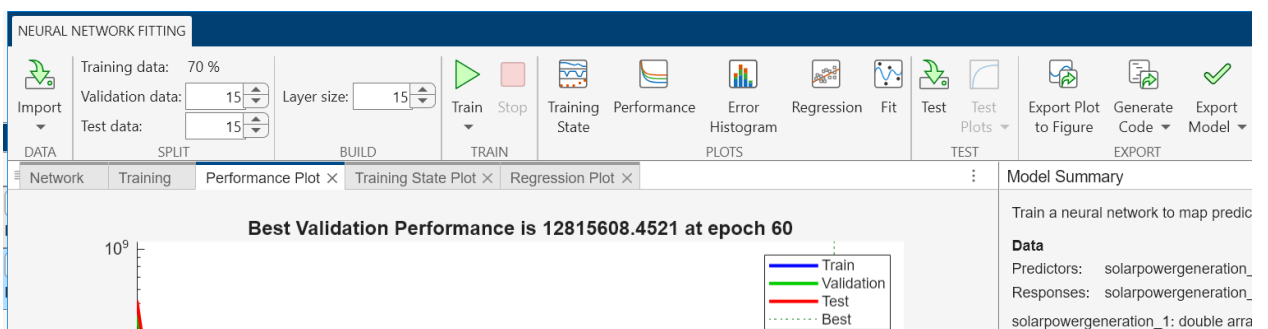 NEURAL NETWORK FITTING
Import
Training data: 70 %
Validation data: 15
Test data: 15
Layer size: 15
Train
Stop
Training
State
Performance
Error
Histogram
Regression
Fit
Test
Test
Plots
Export Plot
to Figure
Generate
Code
Export
Model
DATA SPLIT BUILD TRAIN PLOTS TEST EXPORT
Network Training Performance Plot Training State Plot Regression Plot
Model Summary
Best Validation Performance is 12815608.4521 at epoch 60
10⁹
Train
Validation
Test
Best
Train a neural network to map predic
Data
Predictors: solarpowergeneration_
Responses: solarpowergeneration_
solarpowergeneration_1: double arra